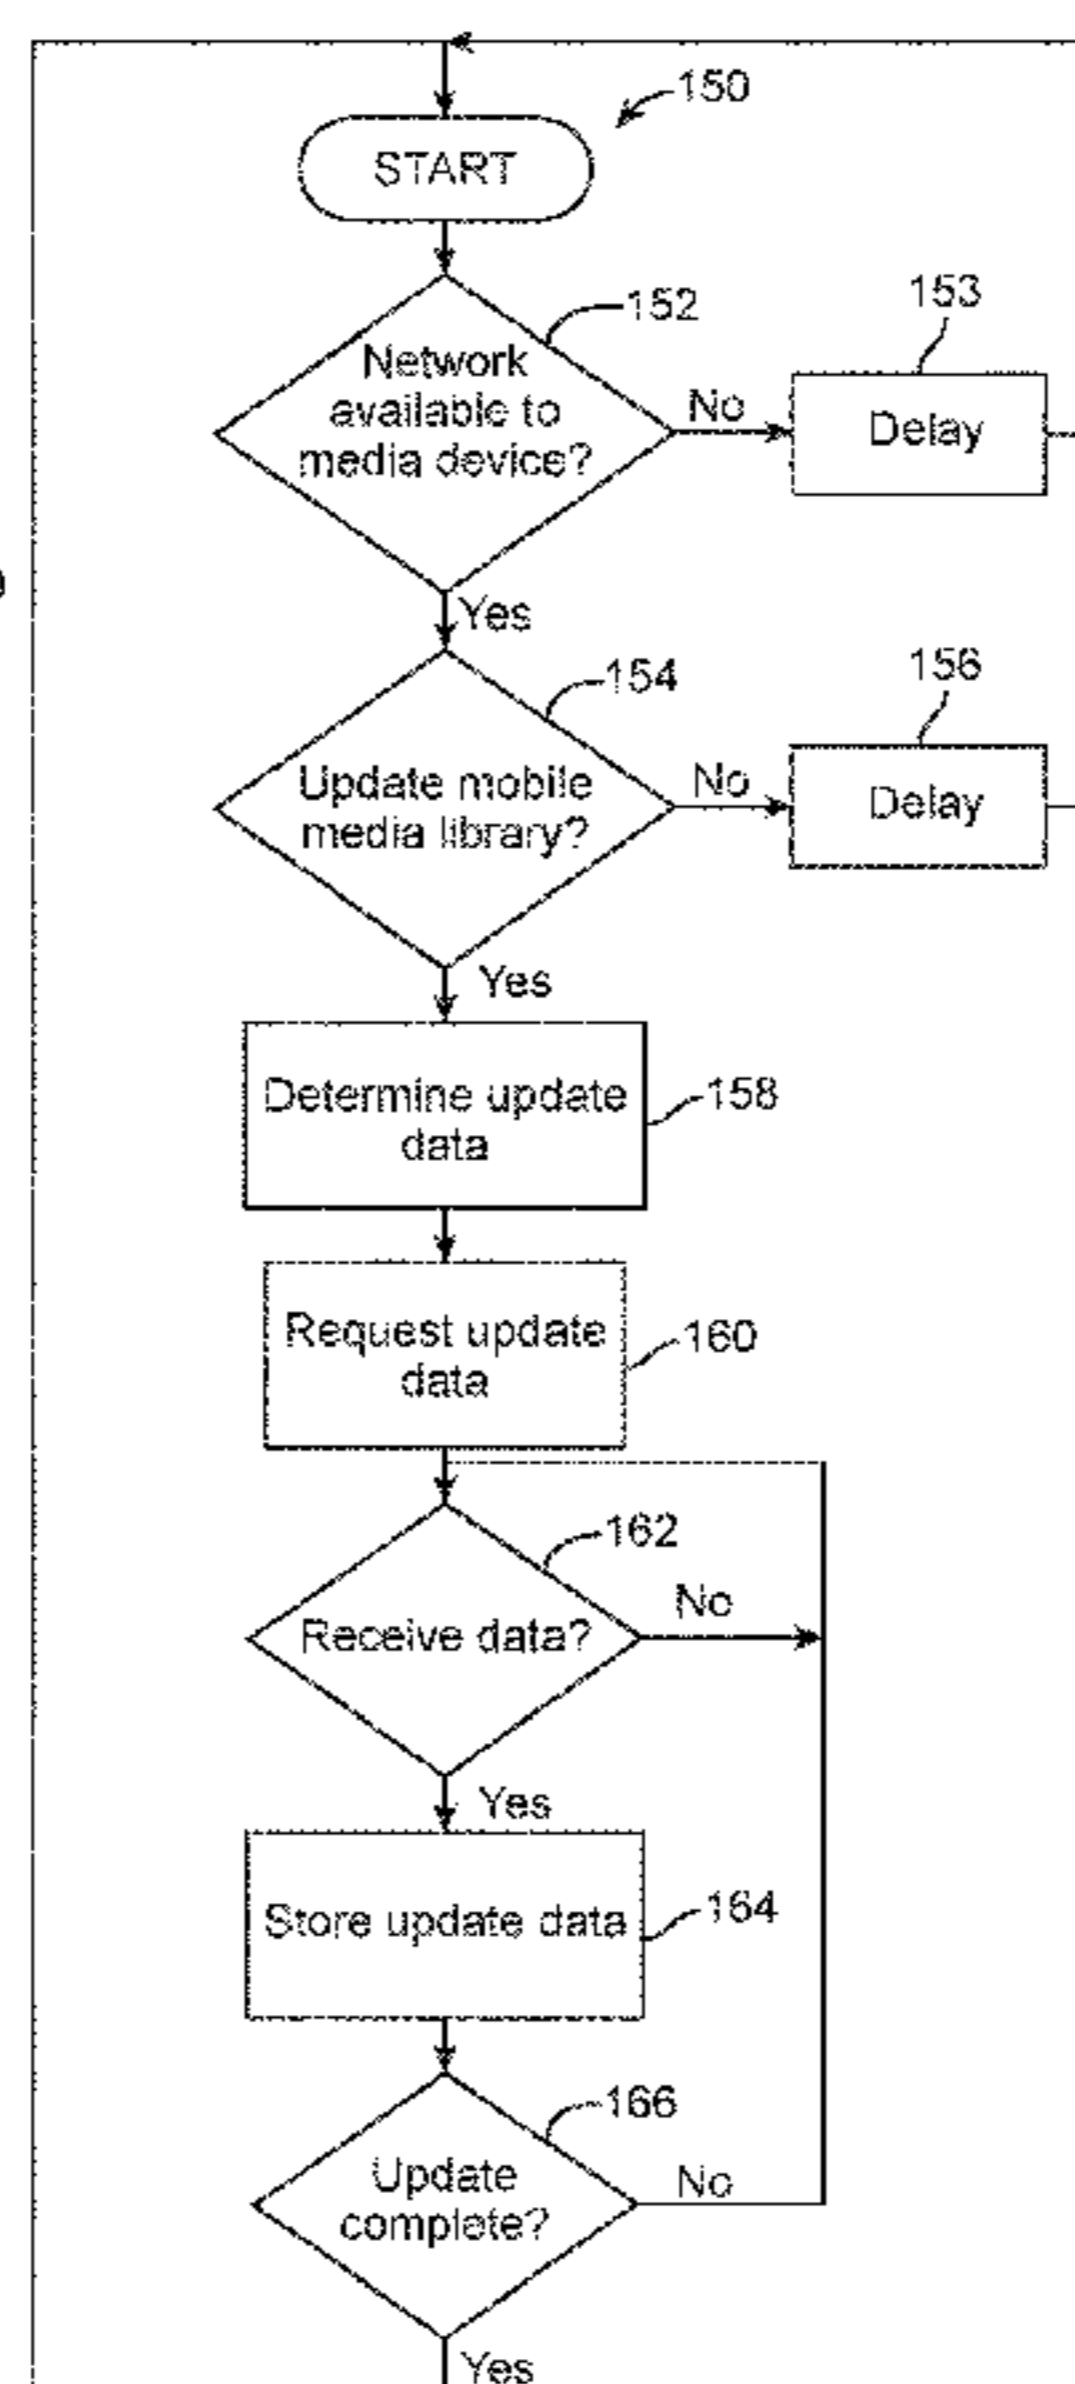 150
START
152
153
Network
available to
media device?
No
Delay
Yes
154
156
Update mobile
media library?
No
Delay
Yes
Determine update
data
158
Request update
data
160
162
Receive data?
No
Yes
Store update data
164
166
Update
complete?
No
Yes